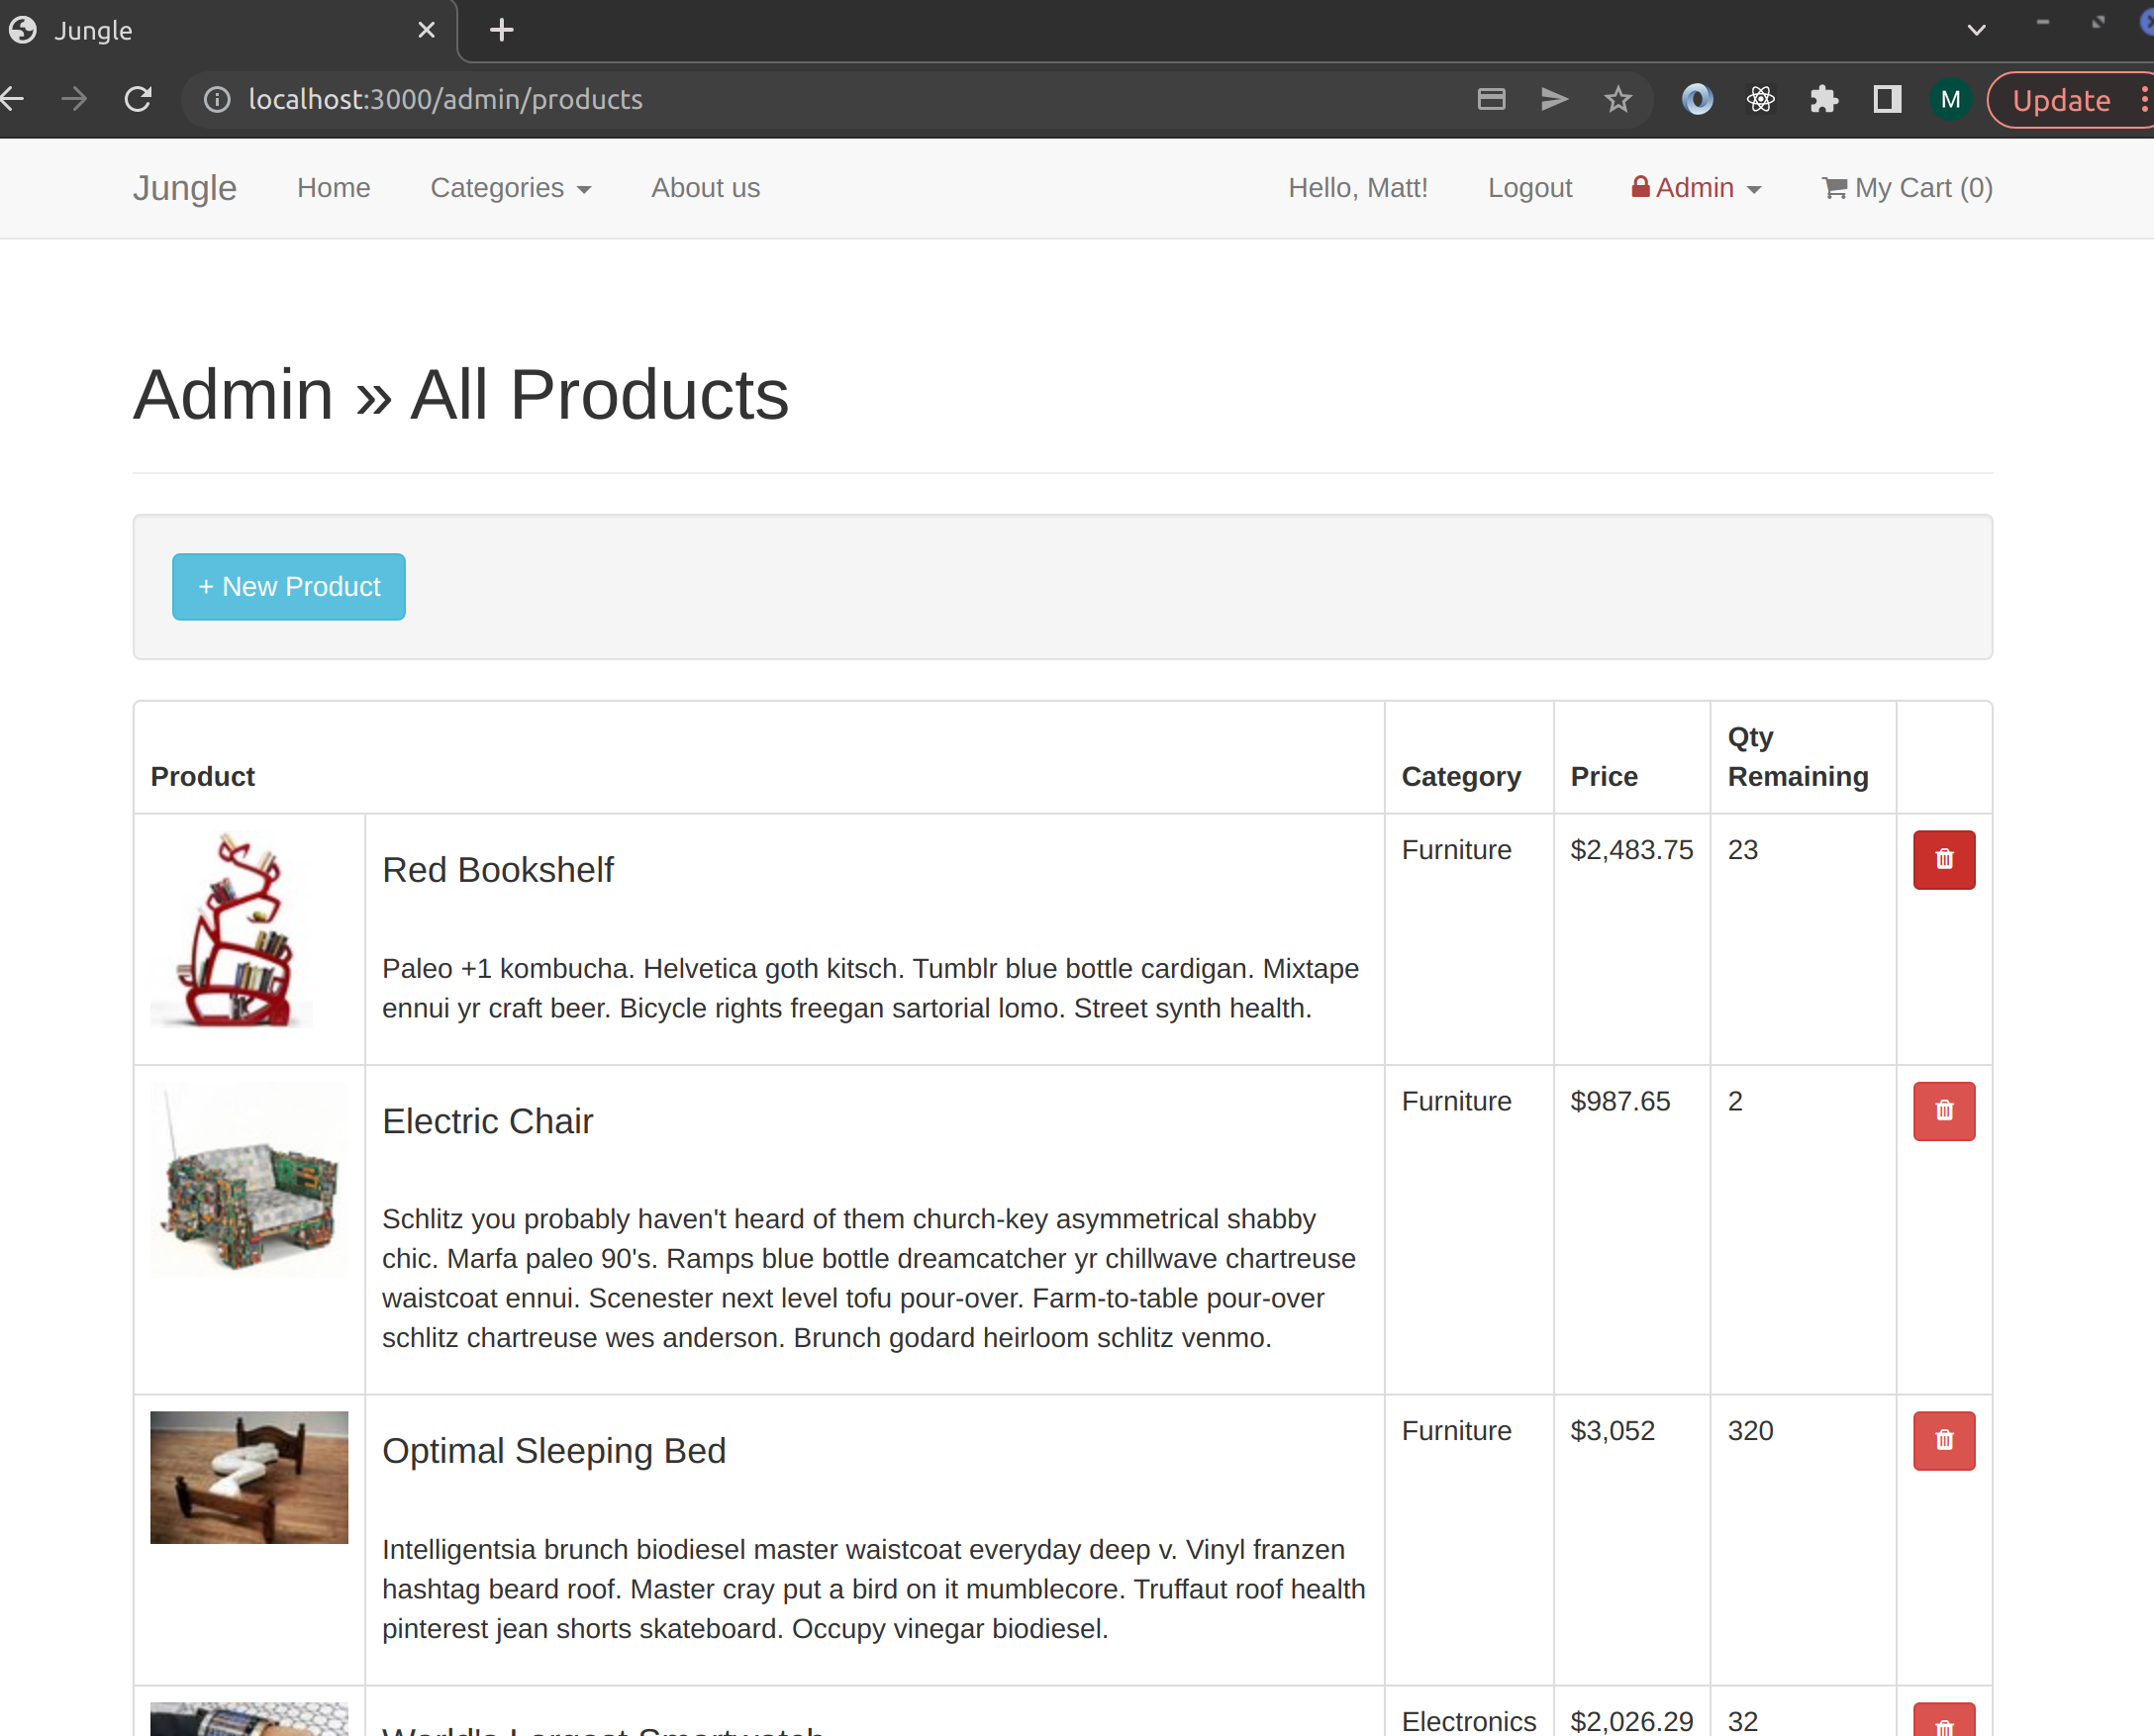 Jungle
localhost:3000/admin/products
M
Update
Jungle Home Categories About us Hello, Matt! Logout Admin My Cart (0)
Admin » All Products
+ New Product
Product Category Price Qty Remaining
Red Bookshelf Furniture $2,483.75 23
Paleo +1 kombucha. Helvetica goth kitsch. Tumblr blue bottle cardigan. Mixtape
ennui yr craft beer. Bicycle rights freegan sartorial lomo. Street synth health.
Electric Chair Furniture $987.65 2
Schlitz you probably haven't heard of them church-key asymmetrical shabby
chic. Marfa paleo 90's. Ramps blue bottle dreamcatcher yr chillwave chartreuse
waistcoat ennui. Scenester next level tofu pour-over. Farm-to-table pour-over
schlitz chartreuse wes anderson. Brunch godard heirloom schlitz venmo.
Optimal Sleeping Bed Furniture $3,052 320
Intelligentsia brunch biodiesel master waistcoat everyday deep v. Vinyl franzen
hashtag beard roof. Master cray put a bird on it mumblecore. Truffaut roof health
pinterest jean shorts skateboard. Occupy vinegar biodiesel.
World's Largest Smartwatch Electronics $2,026.29 32